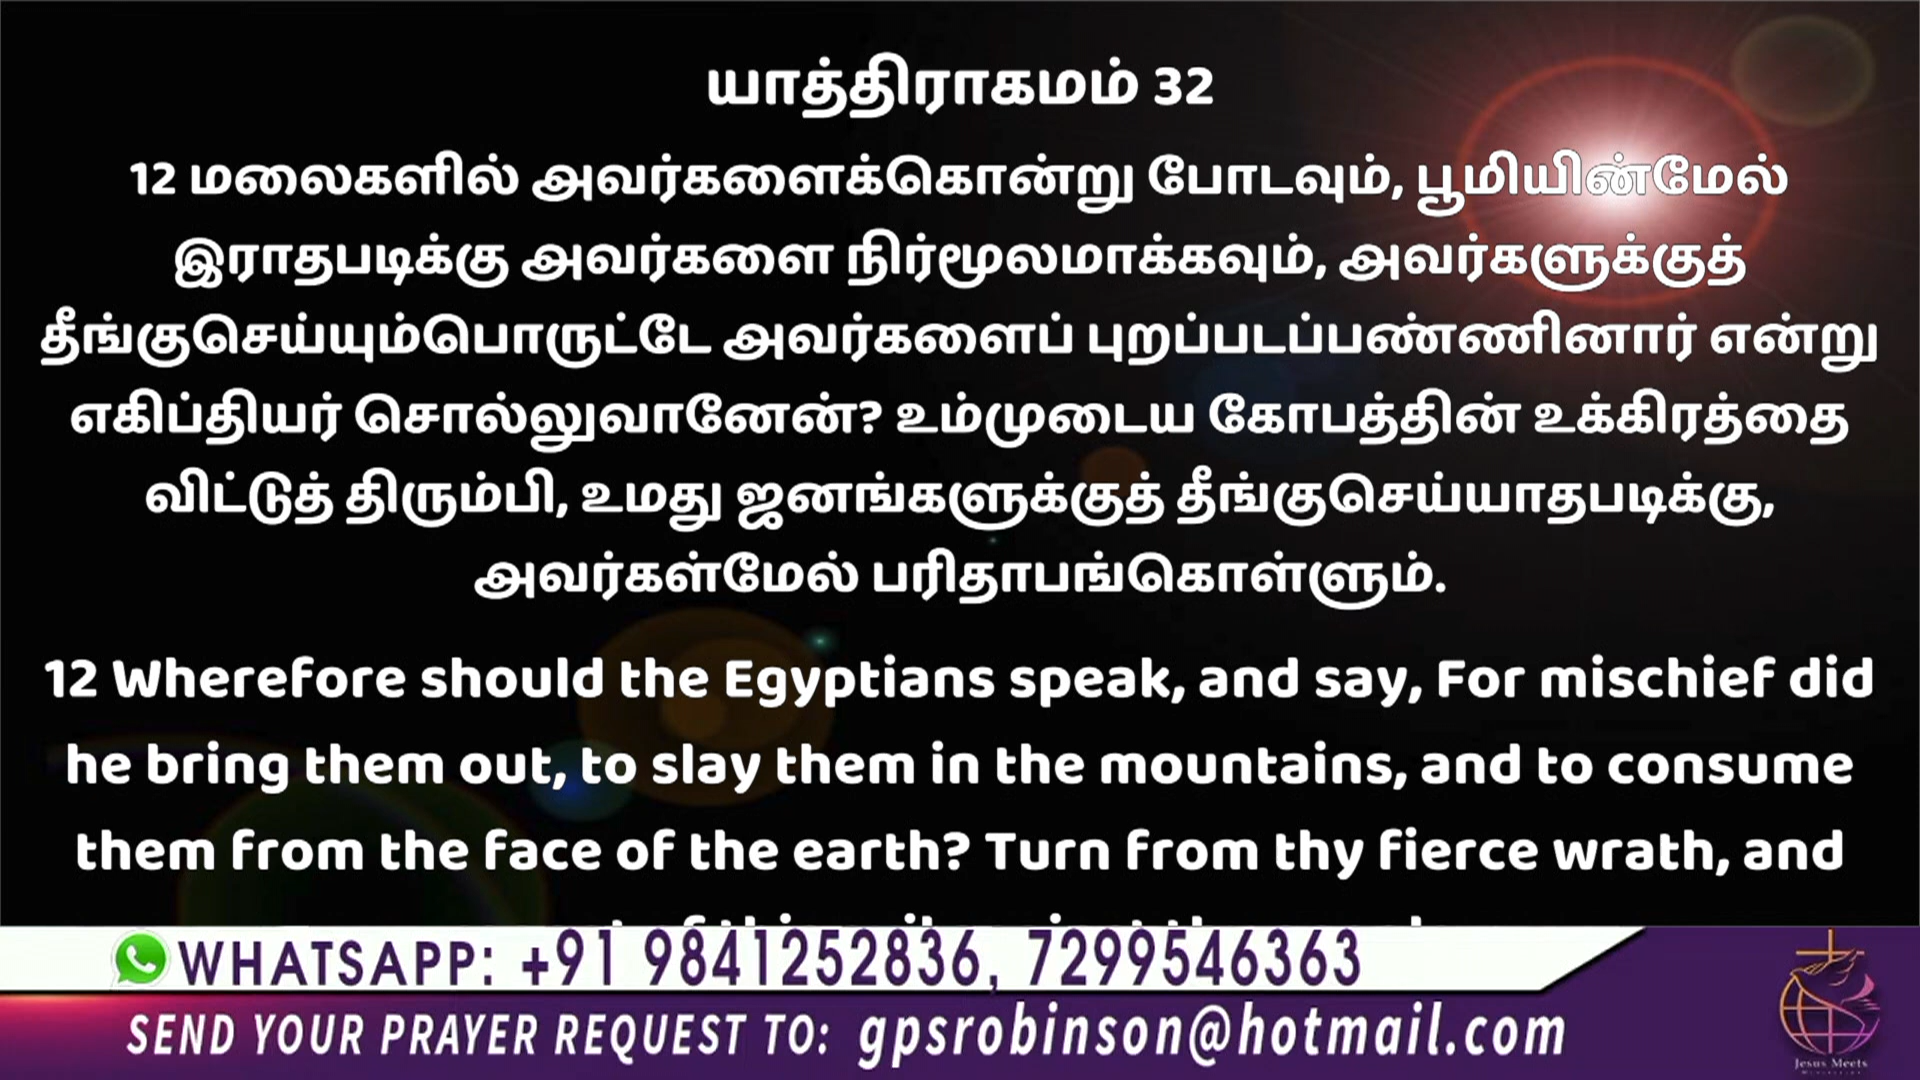 யாத்திராகமம் 32
12 மலைகளில் அவர்களைக்கொன்று போடவும், பூமியின்மேல்
இராதபடிக்கு அவர்களை நிர்மூலமாக்கவும், அவர்களுக்குத்
தீங்குசெய்யும்பொருட்டே அவர்களைப் புறப்படப்பண்ணினார் என்று
எகிப்தியர் சொல்லுவானேன்? உம்முடைய கோபத்தின் உக்கிரத்தை
விட்டுத் திரும்பி, உமது ஜனங்களுக்குத் தீங்குசெய்யாதபடிக்கு,
அவர்கள்மேல் பரிதாபங்கொள்ளும்.
12 Wherefore should the Egyptians speak, and say, For mischief did
he bring them out, to slay them in the mountains, and to consume
them from the face of the earth? Turn from thy fierce wrath, and
WHATSAPP: +91 9841252836, 7299546363
SEND YOUR PRAYER REQUEST TO: gpsrobinson@hotmail.com
Jesus Meets